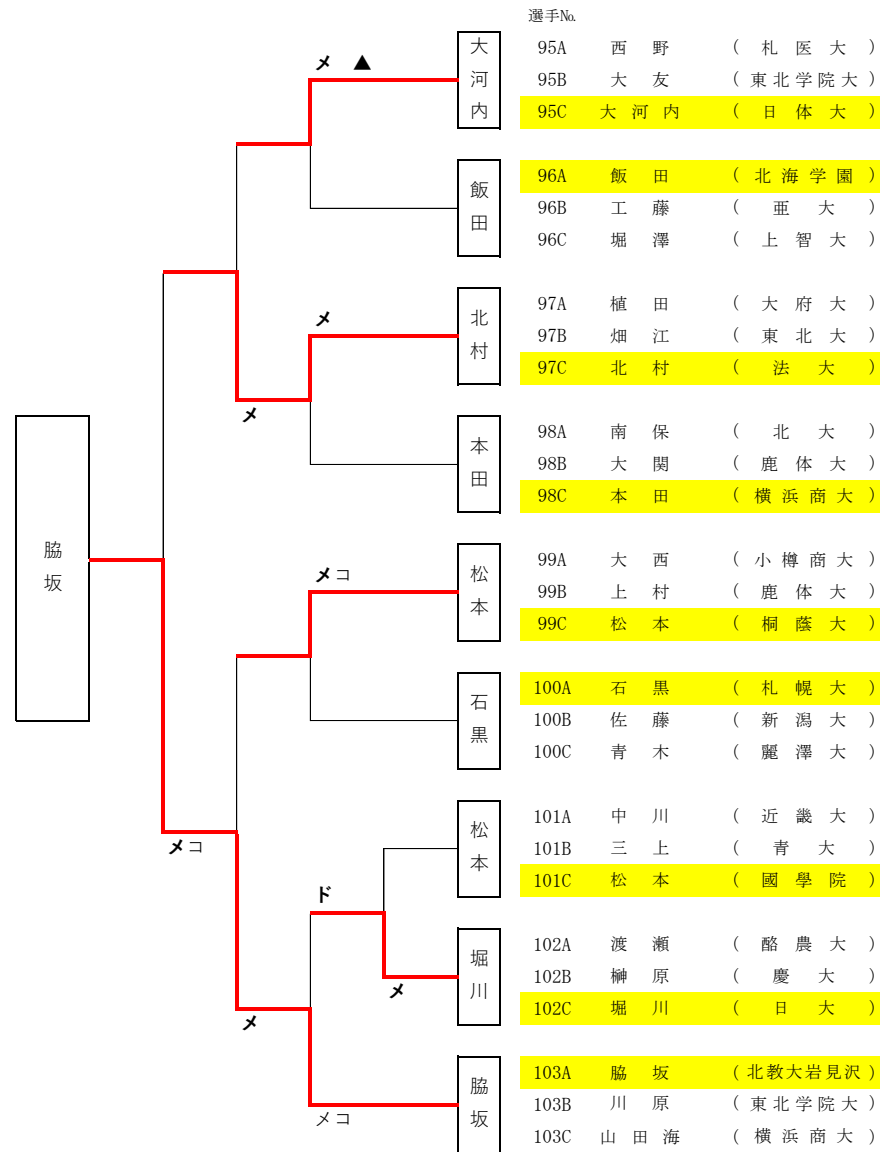 選手№
95A 西野 (札医大)
95B 大友 (東北学院大)
95C 大河内 (日体大)
96A 飯田 (北海学園)
96B 工藤 (亜大)
96C 堀澤 (上智大)
97A 植田 (大府大)
97B 畑江 (東北大)
97C 北村 (法大)
98A 南保 (北大)
98B 大関 (鹿体大)
98C 本田 (横浜商大)
99A 大西 (小樽商大)
99B 上村 (鹿体大)
99C 松本 (桐蔭大)
100A 石黒 (札幌大)
100B 佐藤 (新潟大)
100C 青木 (麗澤大)
101A 中川 (近畿大)
101B 三上 (青大)
101C 松本 (國學院)
102A 渡瀬 (酪農大)
102B 榊原 (慶大)
102C 堀川 (日大)
103A 脇坂 (北教大岩見沢)
103B 川原 (東北学院大)
103C 山田海 (横浜商大)
大河内
飯田
北村
本田
松本
石黒
松本
堀川
脇坂
メ ▲
メ
メ
メコ
メコ
ド
メ
メ
メコ
脇坂